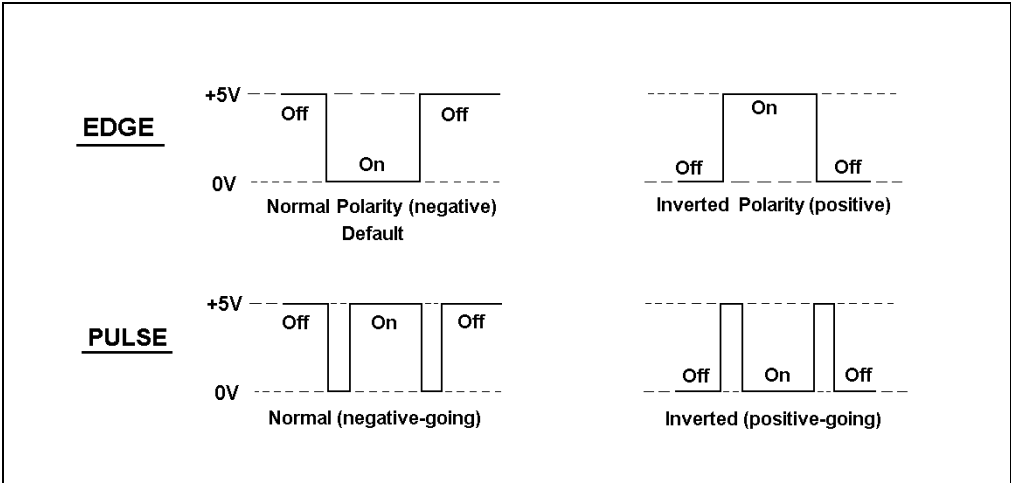 EDGE
+5V
Off
On
Off
0V
Normal Polarity (negative)
Default
On
Off
Off
Inverted Polarity (positive)
PULSE
+5V
Off
On
Off
0V
Normal (negative-going)
Off
On
Off
Inverted (positive-going)